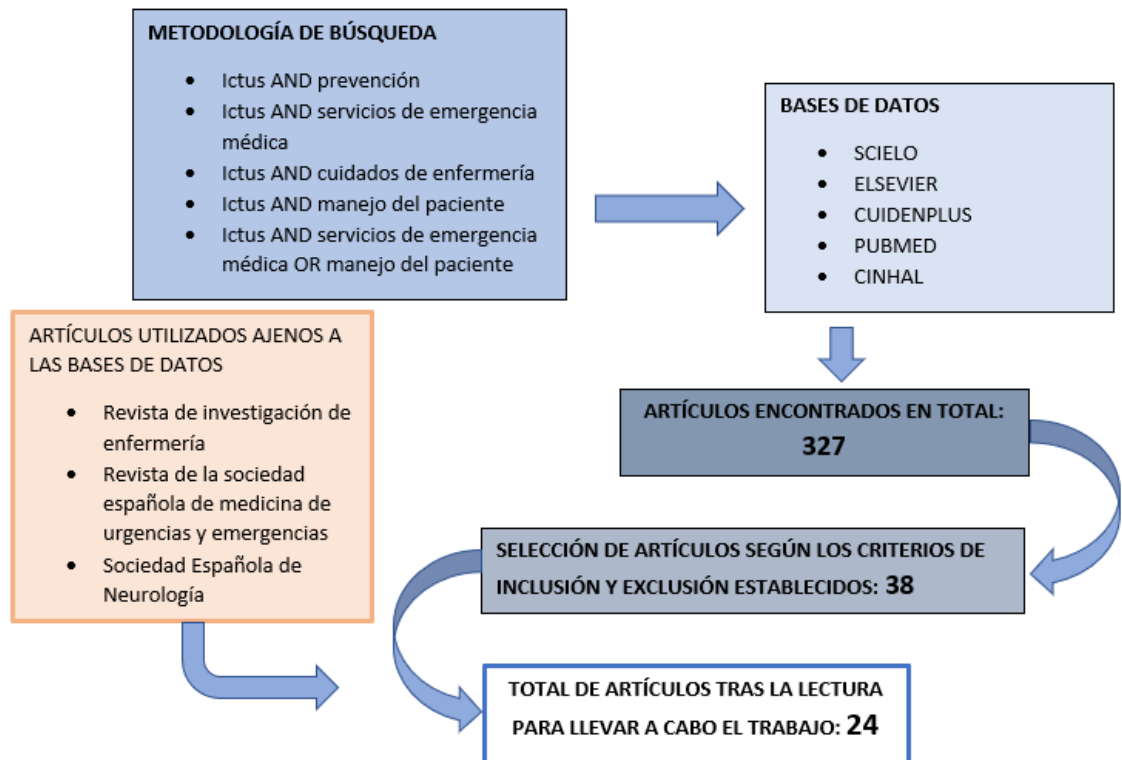 METODOLOGÍA DE BÚSQUEDA
• Ictus AND prevención
• Ictus AND servicios de emergencia
médica
• Ictus AND cuidados de enfermería
• Ictus AND manejo del paciente
• Ictus AND servicios de emergencia
médica OR manejo del paciente
BASES DE DATOS
• SCIELO
• ELSEVIER
• CUIDENPLUS
• PUBMED
• CINHAL
ARTÍCULOS UTILIZADOS AJENOS A
LAS BASES DE DATOS
• Revista de investigación de
enfermería
• Revista de la sociedad
española de medicina de
urgencias y emergencias
• Sociedad Española de
Neurología
ARTÍCULOS ENCONTRADOS EN TOTAL:
327
SELECCIÓN DE ARTÍCULOS SEGÚN LOS CRITERIOS DE
INCLUSIÓN Y EXCLUSIÓN ESTABLECIDOS: 38
TOTAL DE ARTÍCULOS TRAS LA LECTURA
PARA LLEVAR A CABO EL TRABAJO: 24